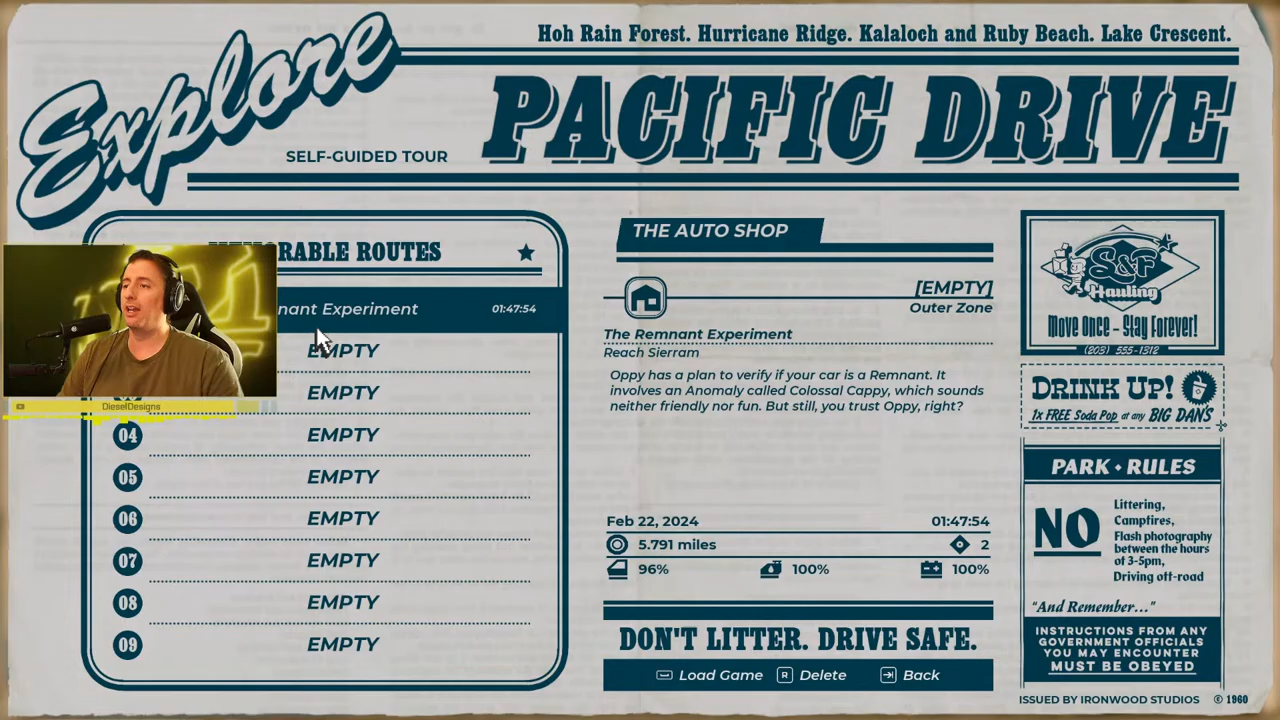 Explore
Hoh Rain Forest. Hurricane Ridge. Kalaloch and Ruby Beach. Lake Crescent.
PACIFIC DRIVE
SELF-GUIDED TOUR
RABLE ROUTES
nant Experiment 01:47:54
EMPTY
EMPTY
04 EMPTY
05 EMPTY
06 EMPTY
07 EMPTY
08 EMPTY
09 EMPTY
DieselDesigns
THE AUTO SHOP
[EMPTY]
Outer Zone
The Remnant Experiment
Reach Sierram
Oppy has a plan to verify if your car is a Remnant. It
involves an Anomaly called Colossal Cappy, which sounds
neither friendly nor fun. But still, you trust Oppy, right?
Feb 22, 2024 01:47:54
5.791 miles 2
96% 100% 100%
DON'T LITTER. DRIVE SAFE.
Load Game R Delete Back
S&F
Hauling
Move Once - Stay Forever!
(203) 555-1312
DRINK UP!
1x FREE Soda Pop at any BIG DAN'S
PARK • RULES
NO
Littering,
Campfires,
Flash photography
between the hours
of 3-5pm,
Driving off-road
"And Remember..."
INSTRUCTIONS FROM ANY
GOVERNMENT OFFICIALS
YOU MAY ENCOUNTER
MUST BE OBEYED
ISSUED BY IRONWOOD STUDIOS © 1960